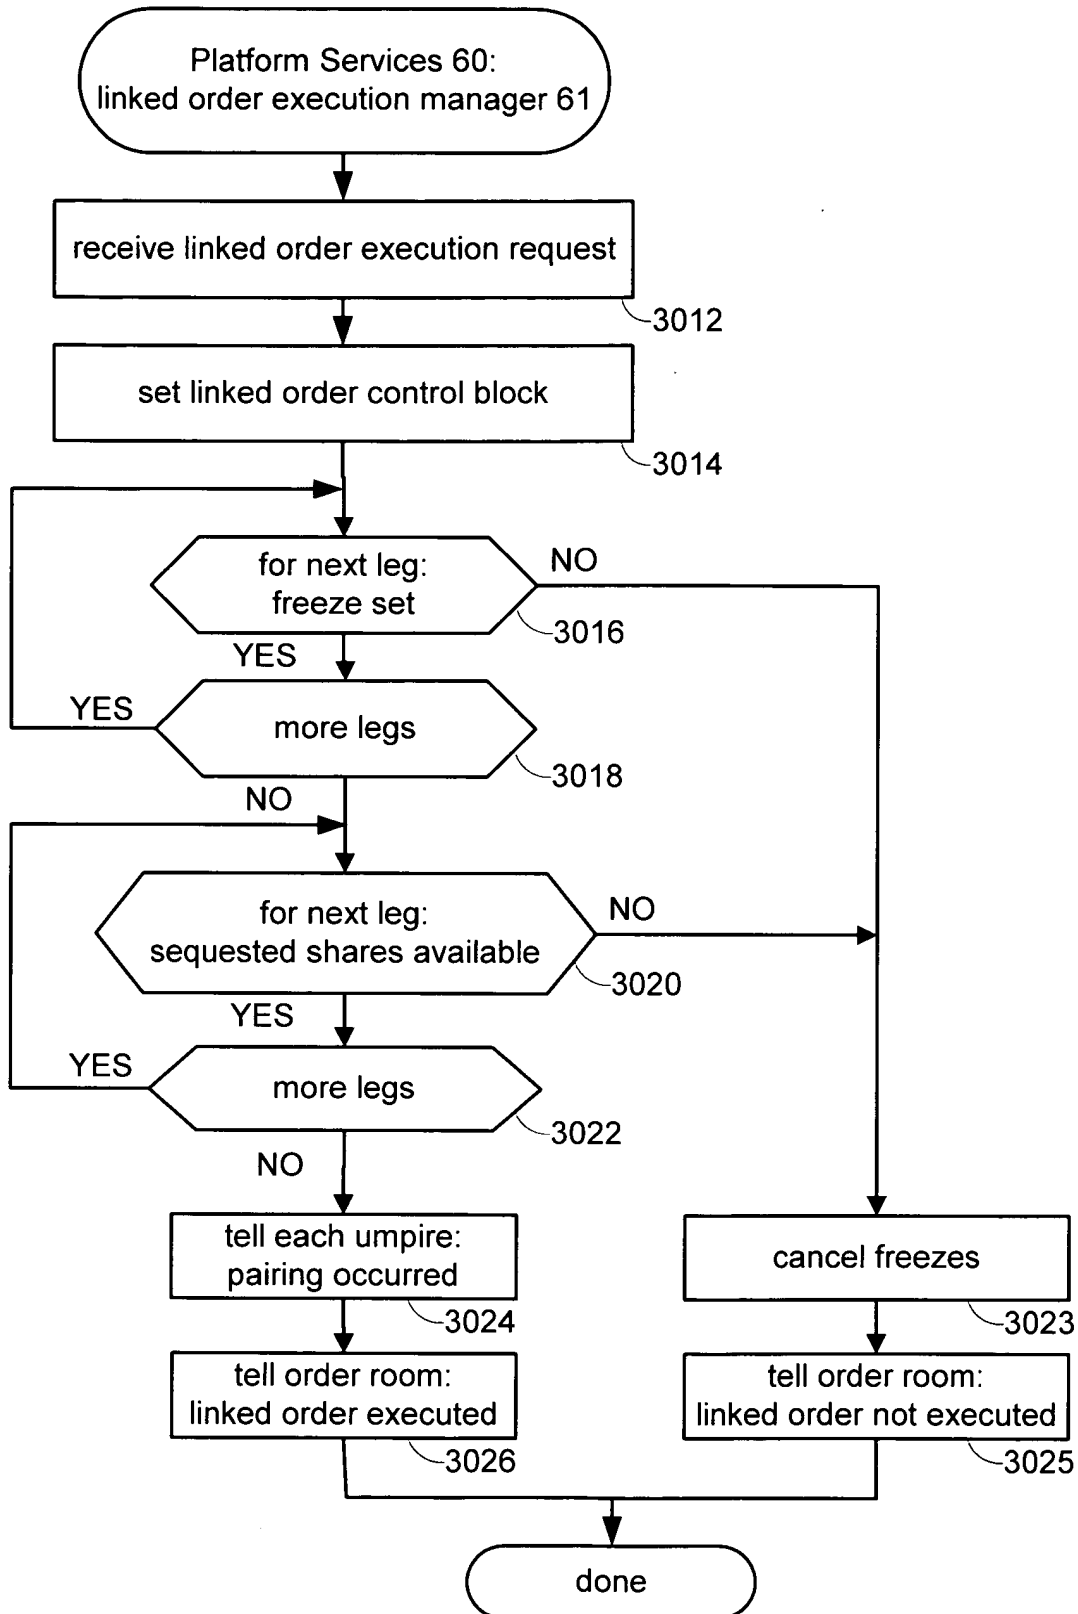 Platform Services 60:
linked order execution manager 61
receive linked order execution request
3012
set linked order control block
3014
for next leg:
freeze set
NO
3016
YES
more legs
YES
3018
NO
for next leg:
sequested shares available
NO
3020
YES
more legs
YES
3022
NO
tell each umpire:
pairing occurred
3024
cancel freezes
3023
tell order room:
linked order executed
3026
tell order room:
linked order not executed
3025
done